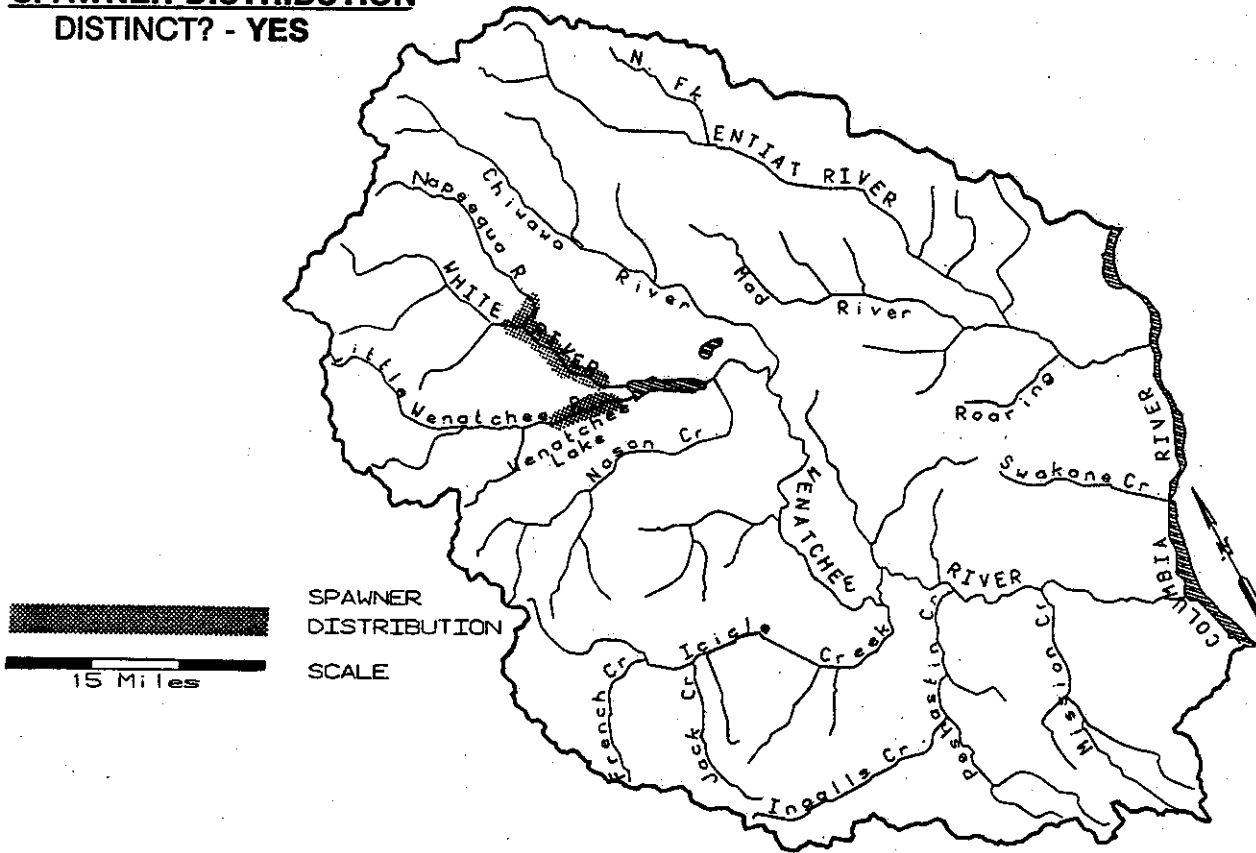 SPAWNER DISTRIBUTION
DISTINCT? - YES
N. Fk.
ENTIAT RIVER
Chiwawa River
Napeequa R
WHITE RIVER
Mad River
Little Wenatchee R
Wenatchee Lake
Nason Cr.
Roaring
Swakane Cr.
COLUMBIA RIVER
WENATCHEE RIVER
N
Icicle Creek
French Cr
Jack Cr
Ingalls Cr.
Peshastin Cr
Mission Cr
SPAWNER
DISTRIBUTION
SCALE
15 Miles